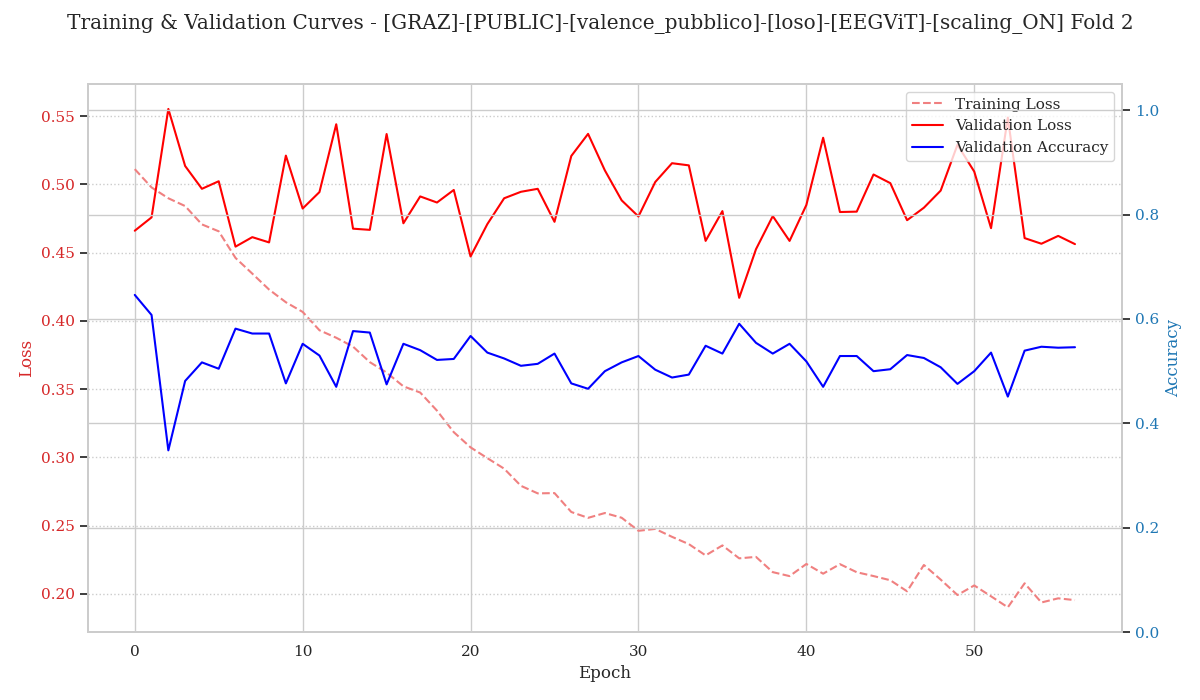 Training & Validation Curves - [GRAZ]-[PUBLIC]-[valence_pubblico]-[loso]-[EEGViT]-[scaling_ON] Fold 2
Training Loss
Validation Loss
Validation Accuracy
0.55
0.50
0.45
0.40
0.35
0.30
0.25
0.20
Loss
1.0
0.8
0.6
0.4
0.2
0.0
Accuracy
0 10 20 30 40 50
Epoch